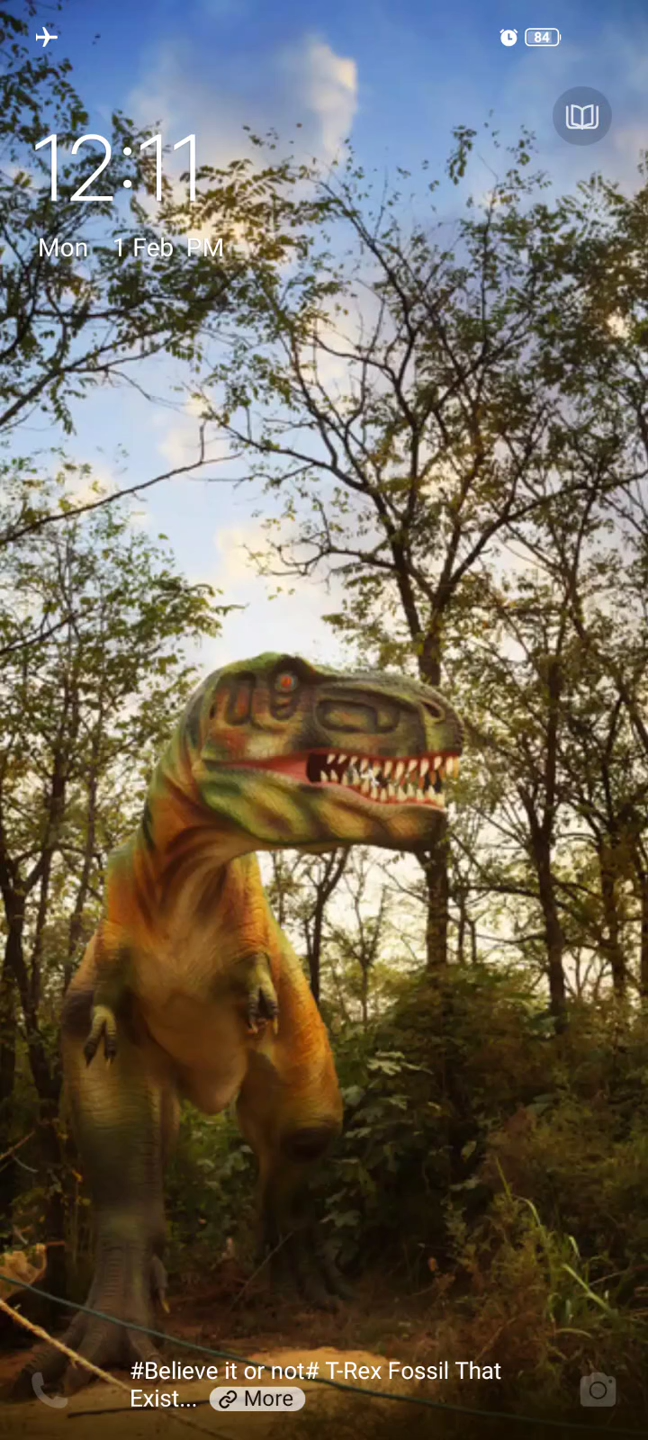 84
12:11
Mon 1 Feb PM
#Believe it or not# T-Rex Fossil That
Exist... More